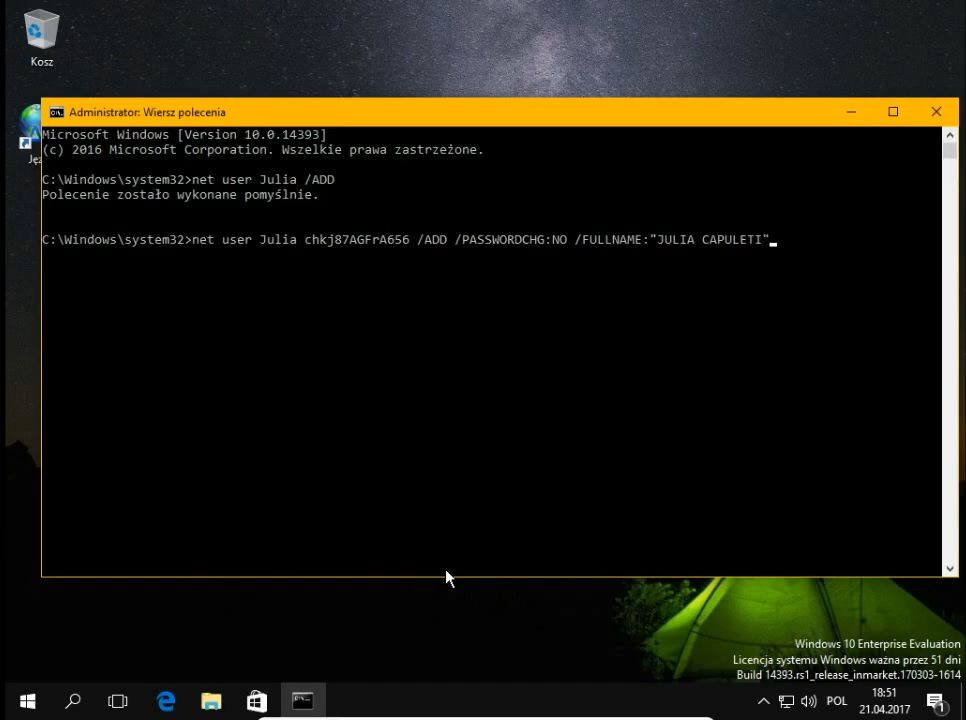 Kosz
Administrator: Wiersz polecenia
Microsoft Windows [Version 10.0.14393]
(c) 2016 Microsoft Corporation. Wszelkie prawa zastrzeżone.
C:\Windows\system32>net user Julia /ADD
Polecenie zostało wykonane pomyślnie.
C:\Windows\system32>net user Julia chkj87AGFrA656 /ADD /PASSWORDCHG:NO /FULLNAME:"JULIA CAPULETI"
Windows 10 Enterprise Evaluation
Licencja systemu Windows ważna przez 51 dni
Build 14393.rs1_release_inmarket.170303-1614
POL
18:51
21.04.2017
1